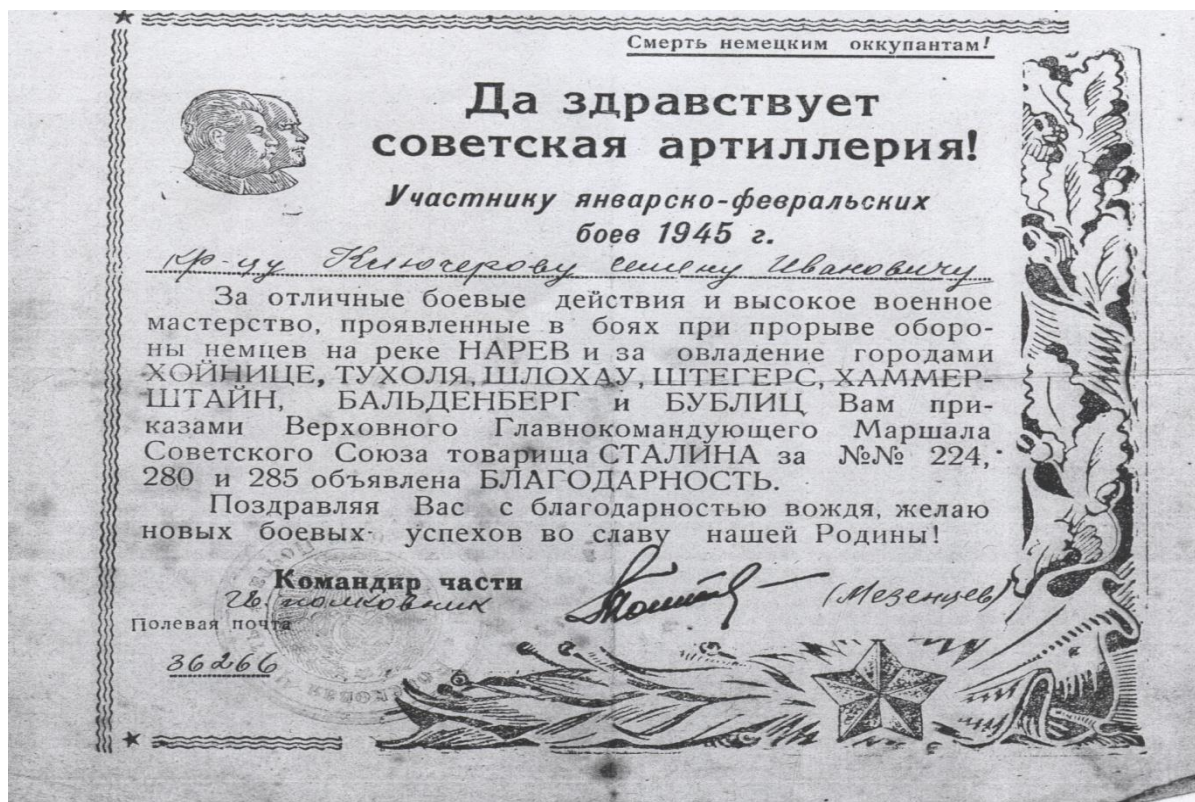 Смерть немецким оккупантам!
Да здравствует
советская артиллерия!
Участнику январско-февральских
боев 1945 г.
кр-цу Ключерову Семену Ивановичу
За отличные боевые действия и высокое военное
мастерство, проявленные в боях при прорыве оборо-
ны немцев на реке НАРЕВ и за овладение городами
ХОЙНИЦЕ, ТУХОЛЯ, ШЛОХАУ, ШТЕГЕРС, ХАММЕР-
ШТАЙН, БАЛЬДЕНБЕРГ и БУБЛИЦ Вам при-
казами Верховного Главнокомандующего Маршала
Советского Союза товарища СТАЛИНА за №№ 224,
280 и 285 объявлена БЛАГОДАРНОСТЬ.
Поздравляя Вас с благодарностью вождя, желаю
новых боевых успехов во славу нашей Родины!
Командир части
гв. полковник (Мезенцев)
Полевая почта
36266